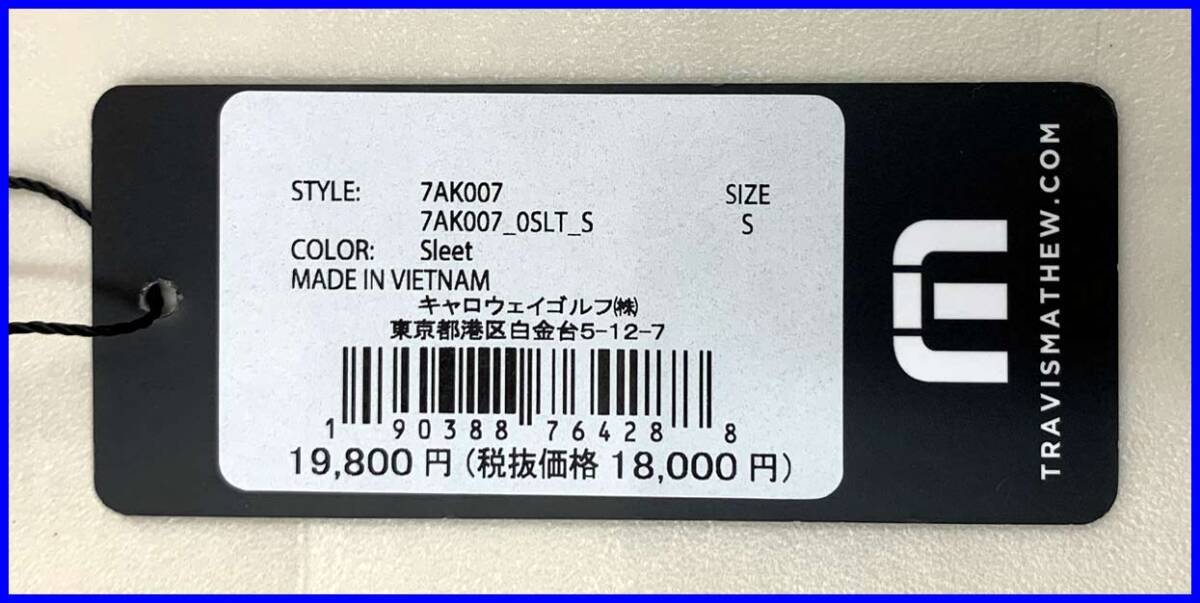 STYLE: 7AK007 SIZE
7AK007_0SLT_S S
COLOR: Sleet
MADE IN VIETNAM
キャロウェイゴルフ㈱
東京都港区白金台5-12-7
1 90388 76428 8
19,800 円 (税抜価格 18,000 円)
TRAVISMATHEW.COM